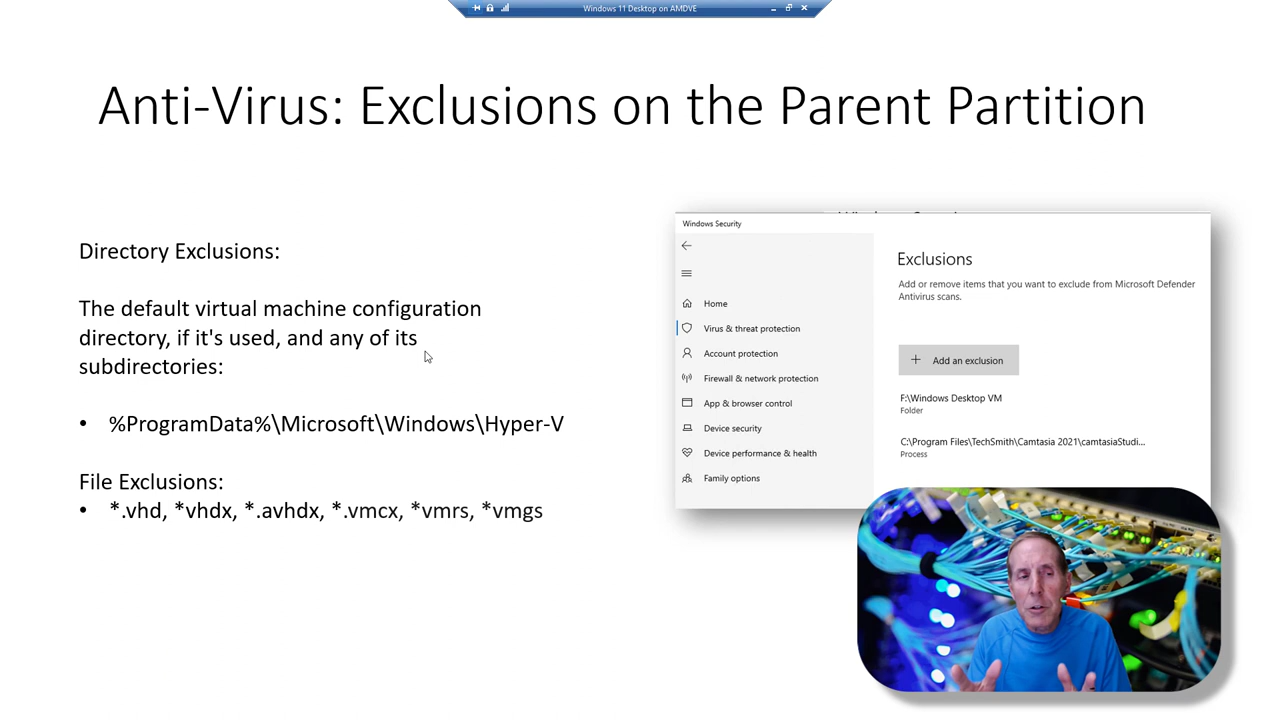 Windows 11 Desktop on AMDVE
Anti-Virus: Exclusions on the Parent Partition
Directory Exclusions:
The default virtual machine configuration
directory, if it's used, and any of its
subdirectories:
• %ProgramData%\Microsoft\Windows\Hyper-V
File Exclusions:
• *.vhd, *vhdx, *.avhdx, *.vmcx, *vmrs, *vmgs
Windows Security
Home
Virus & threat protection
Account protection
Firewall & network protection
App & browser control
Device security
Device performance & health
Family options
Exclusions
Add or remove items that you want to exclude from Microsoft Defender
Antivirus scans.
+ Add an exclusion
F:\Windows Desktop VM
Folder
C:\Program Files\TechSmith\Camtasia 2021\camtasiaStudi...
Process